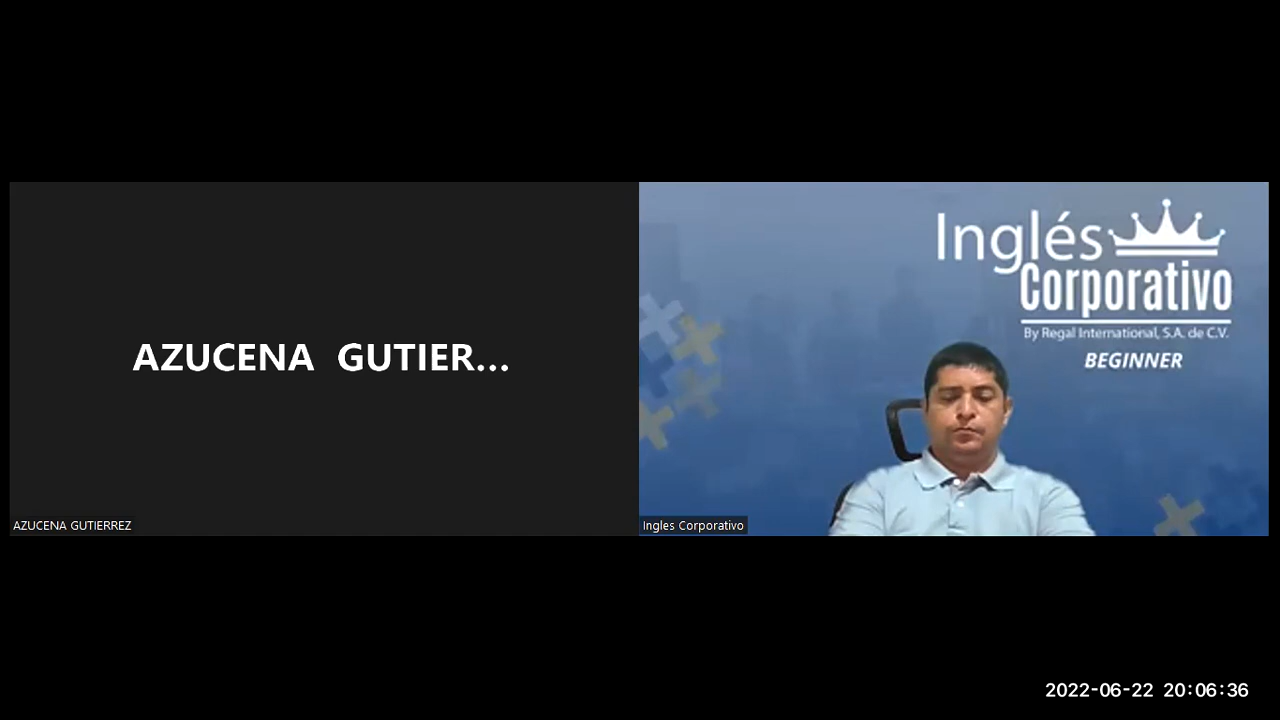 AZUCENA GUTIER...
AZUCENA GUTIERREZ
Inglés
Corporativo
By Regal International, S.A. de C.V.
BEGINNER
Ingles Corporativo
2022-06-22 20:06:36